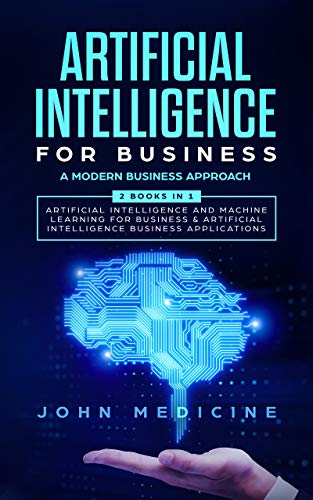 ARTIFICIAL
INTELLIGENCE
FOR BUSINESS
A MODERN BUSINESS APPROACH
2 BOOKS IN 1
ARTIFICIAL INTELLIGENCE AND MACHINE
LEARNING FOR BUSINESS & ARTIFICIAL
INTELLIGENCE BUSINESS APPLICATIONS
JOHN MEDICINE